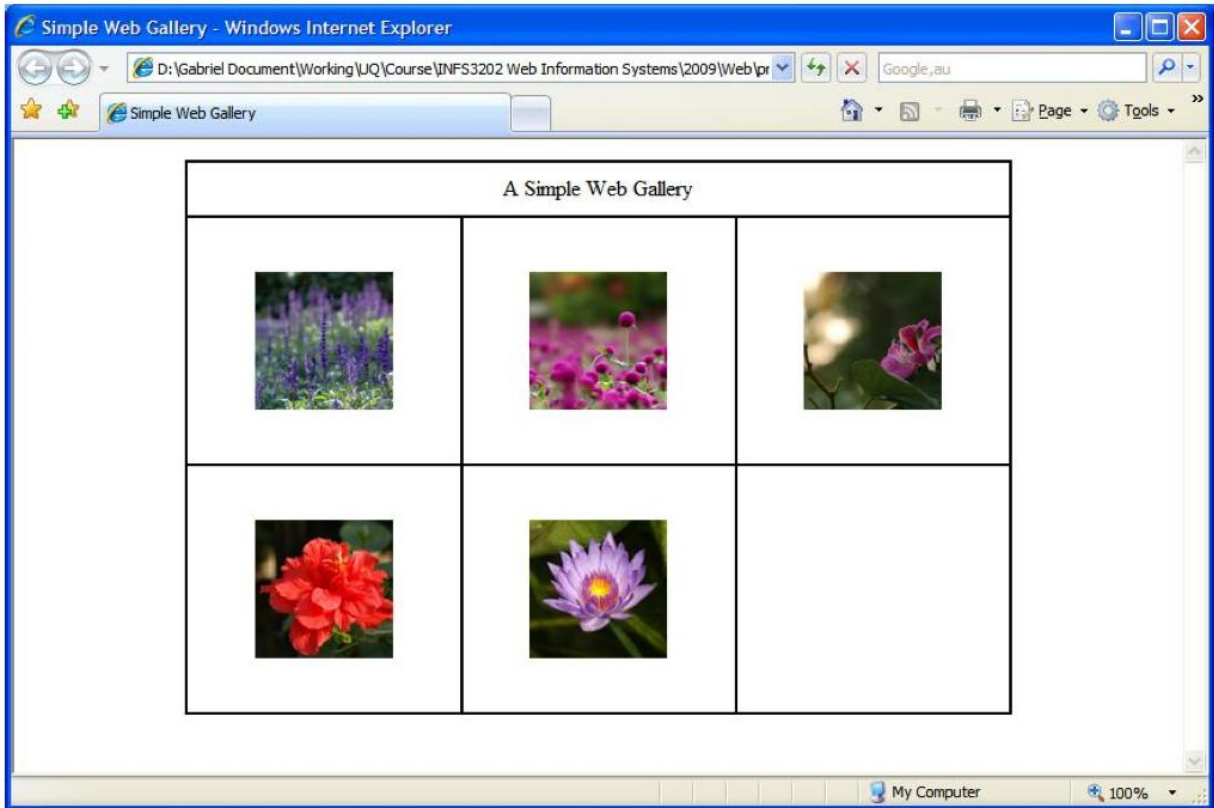 Simple Web Gallery - Windows Internet Explorer
D:\Gabriel Document\Working\UQ\Course\INFS3202 Web Information Systems\2009\Web\pr
Google,au
Simple Web Gallery
Page
Tools
»
A Simple Web Gallery
My Computer
100%